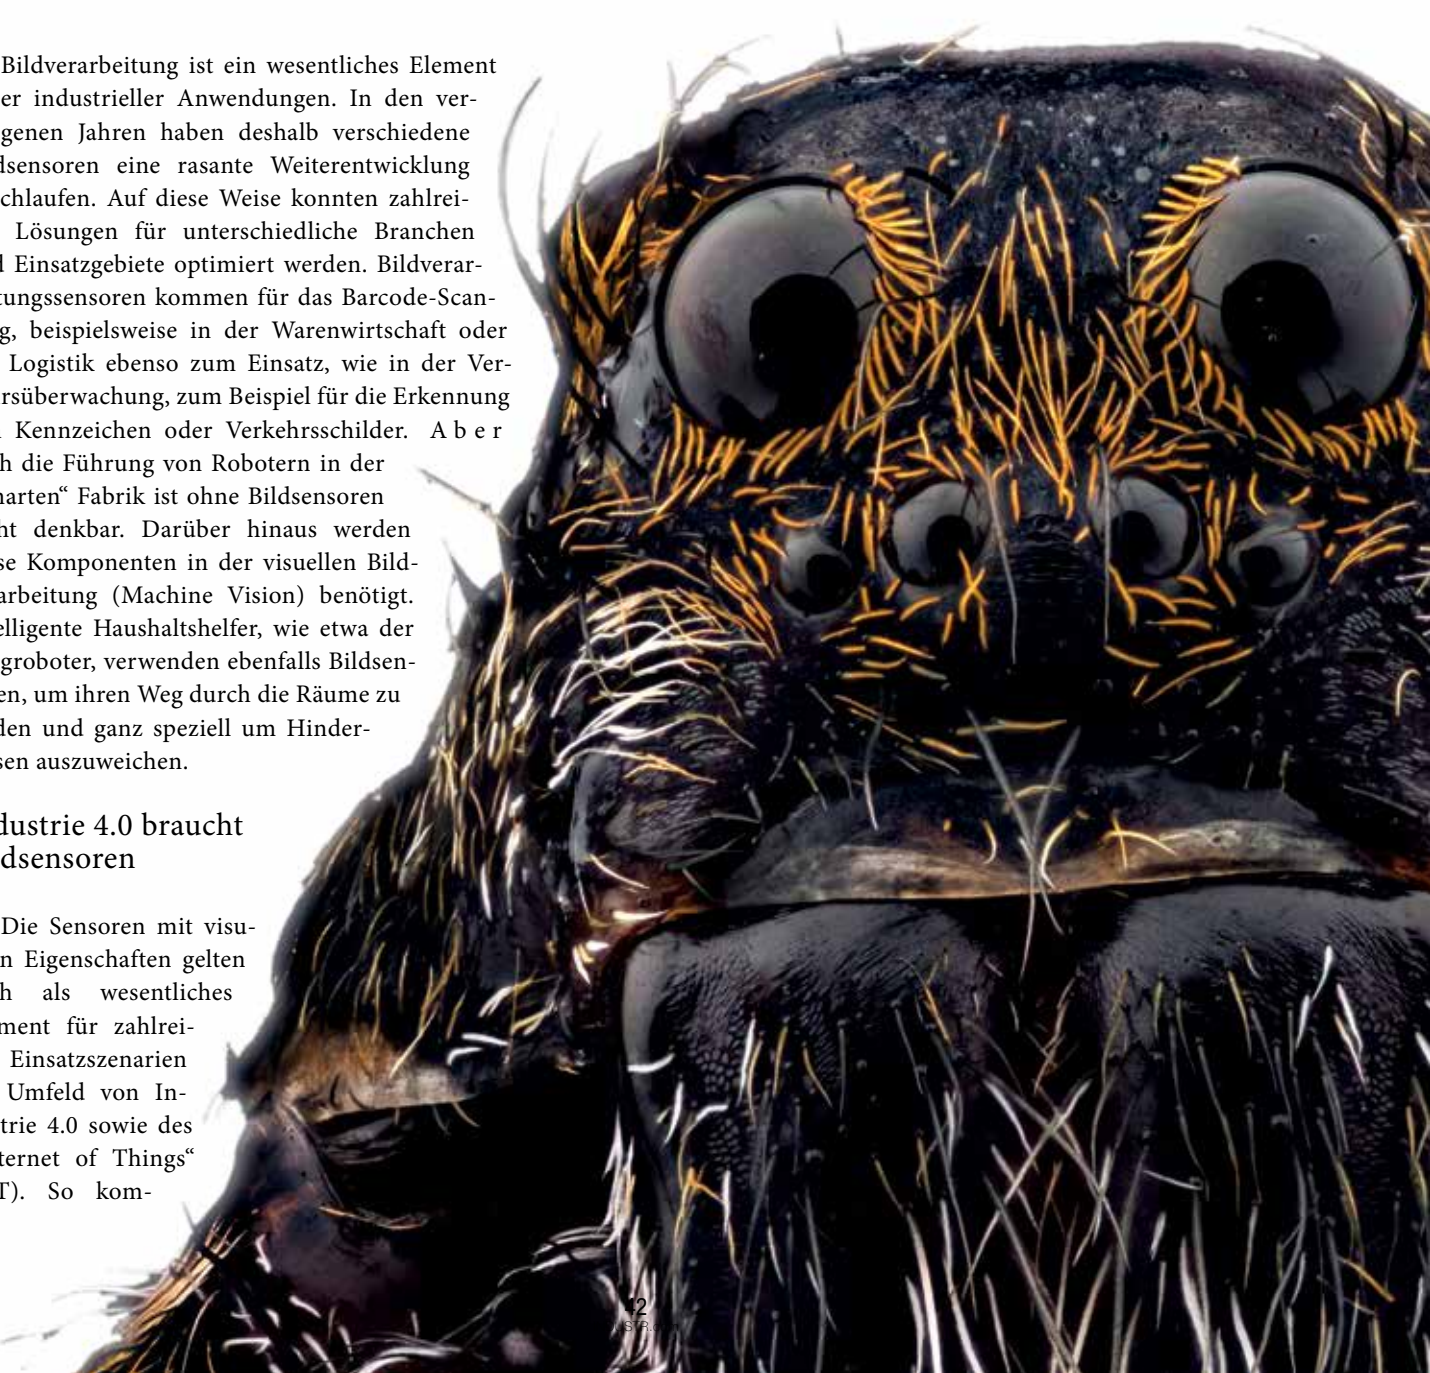 Bildverarbeitung ist ein wesentliches Element
er industrieller Anwendungen. In den ver-
genen Jahren haben deshalb verschiedene
dsensoren eine rasante Weiterentwicklung
chlaufen. Auf diese Weise konnten zahlrei-
Lösungen für unterschiedliche Branchen
d Einsatzgebiete optimiert werden. Bildverar-
tungssensoren kommen für das Barcode-Scan-
g, beispielsweise in der Warenwirtschaft oder
Logistik ebenso zum Einsatz, wie in der Ver-
rsüberwachung, zum Beispiel für die Erkennung
n Kennzeichen oder Verkehrsschilder. Aber
h die Führung von Robotern in der
narten“ Fabrik ist ohne Bildsensoren
ht denkbar. Darüber hinaus werden
se Komponenten in der visuellen Bild-
arbeitung (Machine Vision) benötigt.
elligente Haushaltshelfer, wie etwa der
groboter, verwenden ebenfalls Bildsen-
en, um ihren Weg durch die Räume zu
den und ganz speziell um Hinder-
sen auszuweichen.
dustrie 4.0 braucht
dsensoren
Die Sensoren mit visu-
n Eigenschaften gelten
h als wesentliches
ment für zahlrei-
Einsatzszenarien
Umfeld von In-
trie 4.0 sowie des
ternet of Things“
T). So kom-
42